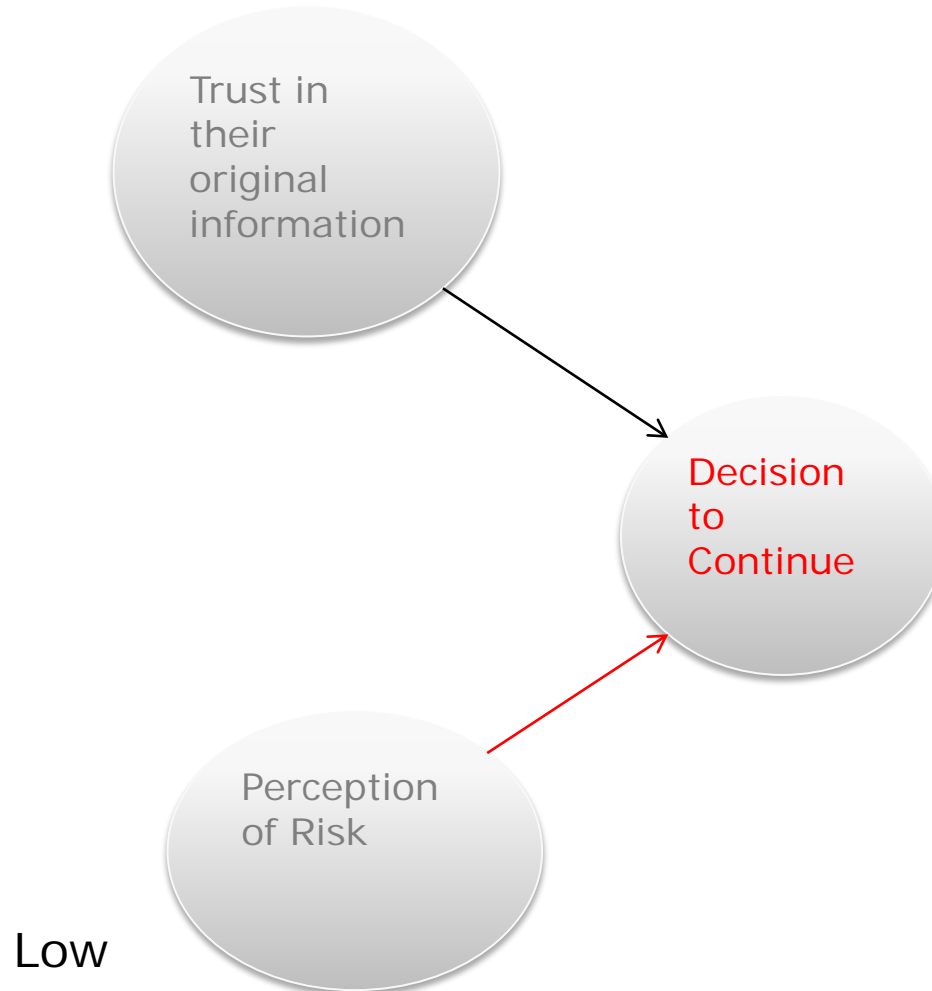 Trust in
their
original
information
Decision
to
Continue
Perception
of Risk
Low